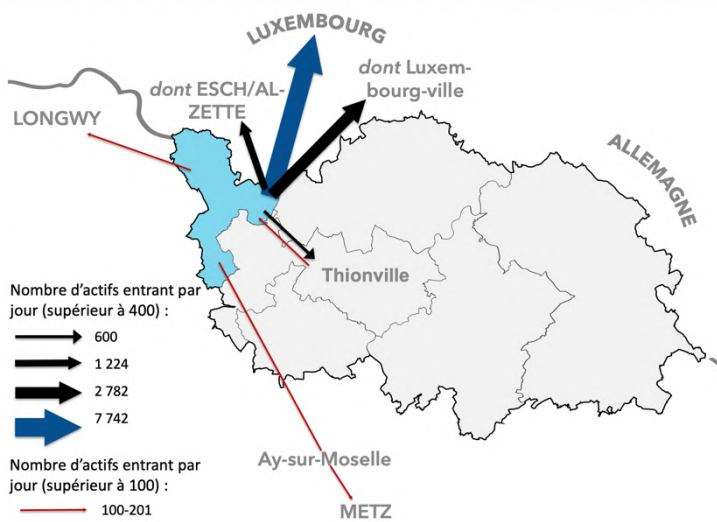 LUXEMBOURG
dont ESCH/AL-
ZETTE
dont Luxem-
bourg-ville
LONGWY
ALLEMAGNE
Thionville
Nombre d'actifs entrant par
jour (supérieur à 400) :
600
1 224
2 782
7 742
Ay-sur-Moselle
Nombre d'actifs entrant par
jour (supérieur à 100) :
100-201
METZ